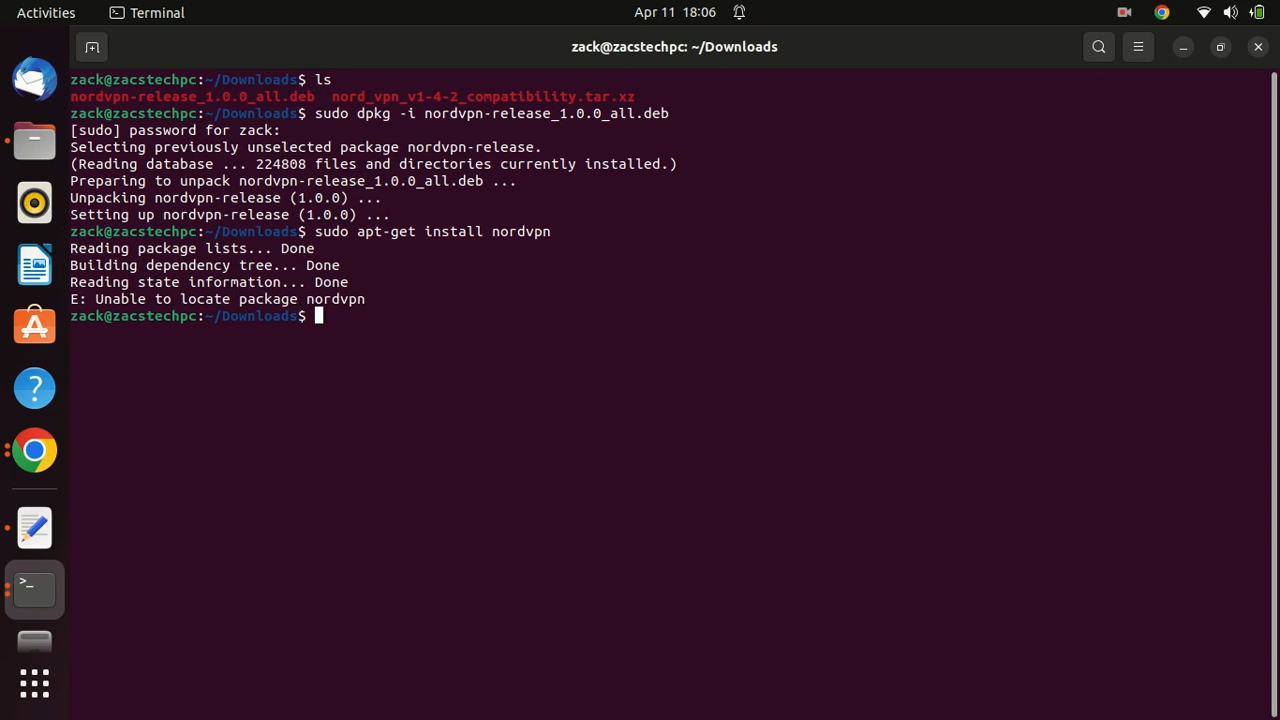 Activities Terminal Apr 11 18:06
zack@zacstechpc: ~/Downloads
zack@zacstechpc:~/Downloads$ ls
nordvpn-release_1.0.0_all.deb nord_vpn_v1-4-2_compatibility.tar.xz
zack@zacstechpc:~/Downloads$ sudo dpkg -i nordvpn-release_1.0.0_all.deb
[sudo] password for zack:
Selecting previously unselected package nordvpn-release.
(Reading database ... 224808 files and directories currently installed.)
Preparing to unpack nordvpn-release_1.0.0_all.deb ...
Unpacking nordvpn-release (1.0.0) ...
Setting up nordvpn-release (1.0.0) ...
zack@zacstechpc:~/Downloads$ sudo apt-get install nordvpn
Reading package lists... Done
Building dependency tree... Done
Reading state information... Done
E: Unable to locate package nordvpn
zack@zacstechpc:~/Downloads$